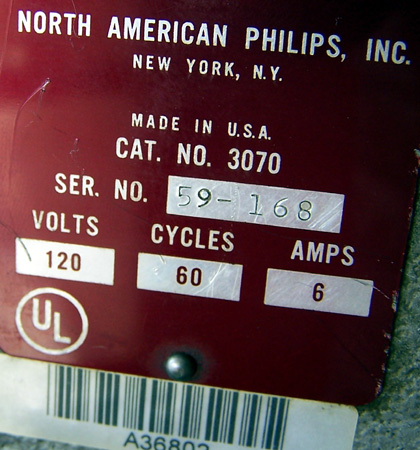 NORTH AMERICAN PHILIPS, INC.
NEW YORK, N.Y.
MADE IN U.S.A.
CAT. NO. 3070
SER. NO. 59-168
VOLTS CYCLES AMPS
120 60 6
UL